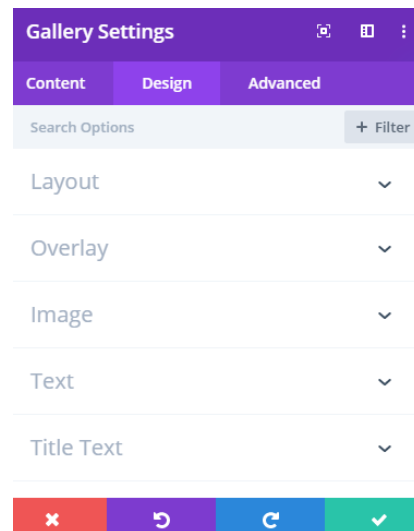 Gallery Settings
Content Design Advanced
Search Options + Filter
Layout
Overlay
Image
Text
Title Text